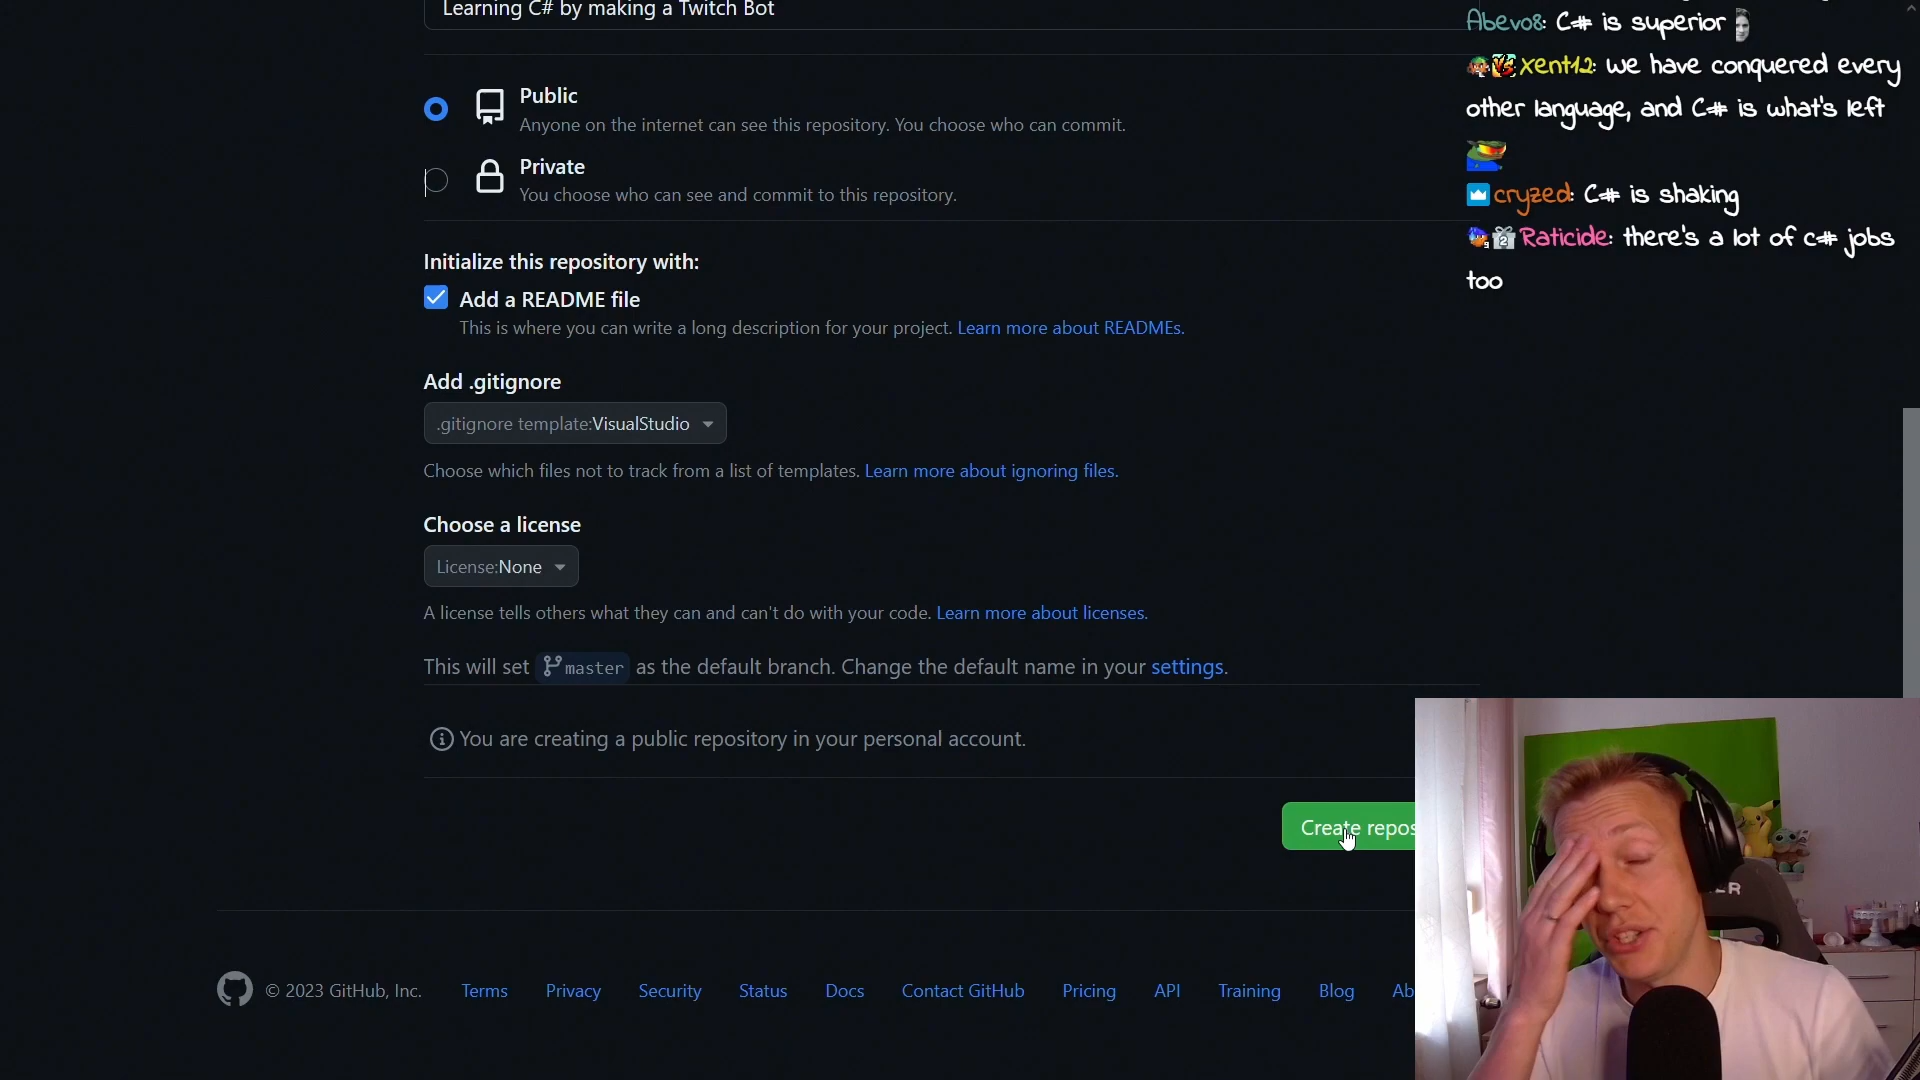 Learning C# by making a Twitch Bot
Public
Anyone on the internet can see this repository. You choose who can commit.
Private
You choose who can see and commit to this repository.
Initialize this repository with:
Add a README file
This is where you can write a long description for your project. Learn more about READMEs.
Add .gitignore
.gitignore template:VisualStudio
Choose which files not to track from a list of templates. Learn more about ignoring files.
Choose a license
License:None
A license tells others what they can and can't do with your code. Learn more about licenses.
This will set master as the default branch. Change the default name in your settings.
You are creating a public repository in your personal account.
Create repos
© 2023 GitHub, Inc. Terms Privacy Security Status Docs Contact GitHub Pricing API Training Blog Ab
Abevo8: C# is superior
xent12: we have conquered every
other language, and C# is what's left
cryzed: C# is shaking
2 Raticide: there's a lot of c# jobs
too